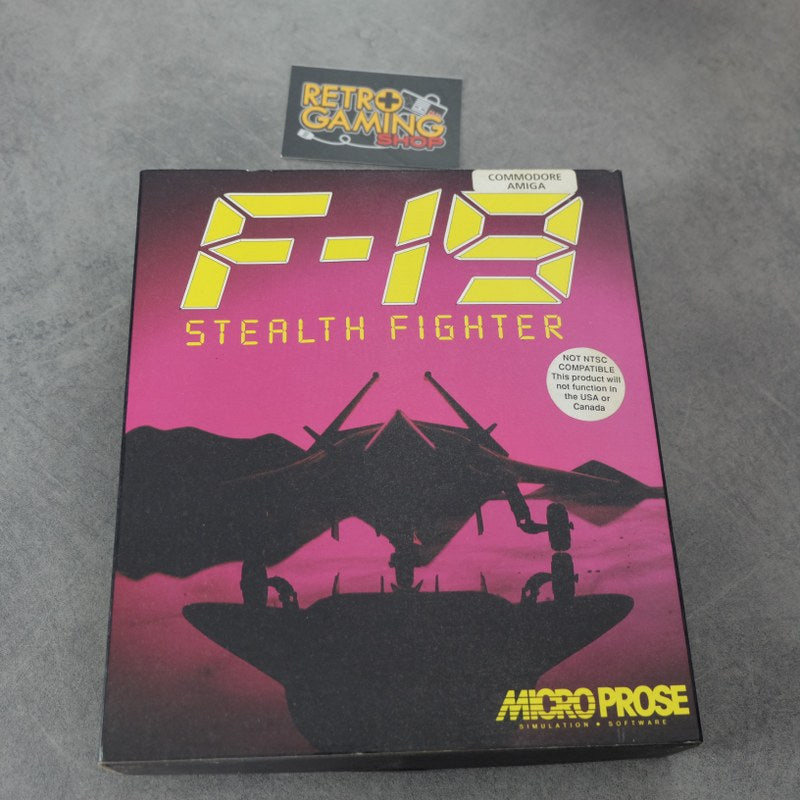 RETRO
GAMING
SHOP
COMMODORE
AMIGA
F-19
STEALTH FIGHTER
NOT NTSC
COMPATIBLE
This product will
not function in
the USA or
Canada
MICROPROSE
SIMULATION • SOFTWARE